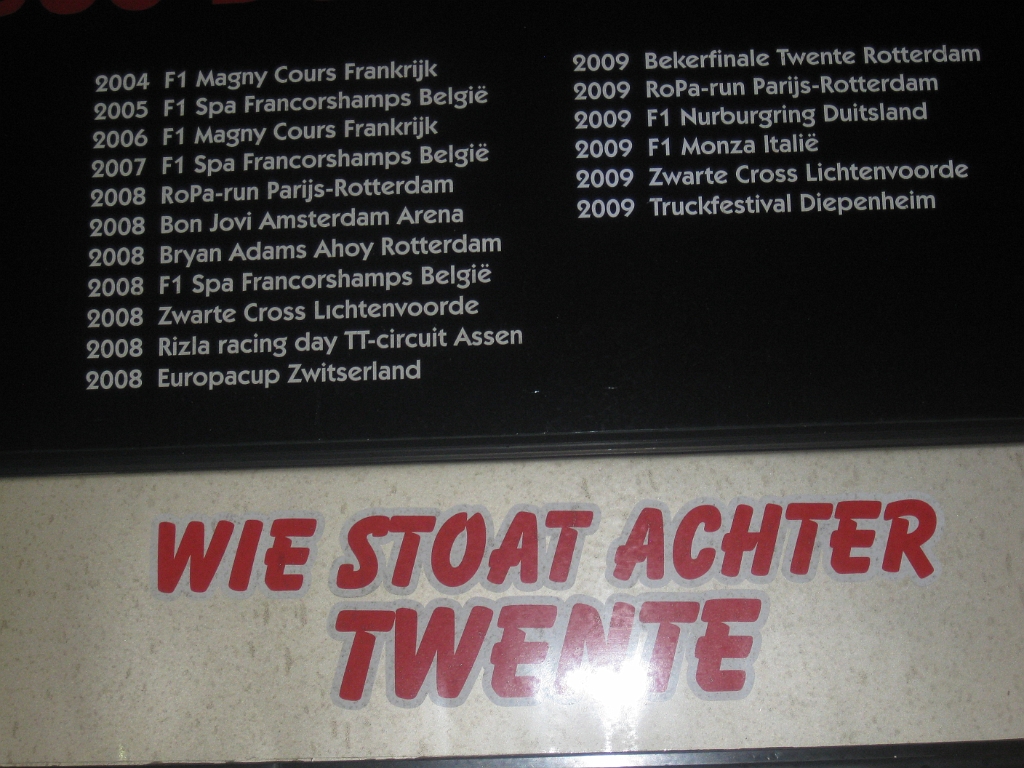 2004 F1 Magny Cours Frankrijk
2005 F1 Spa Francorshamps België
2006 F1 Magny Cours Frankrijk
2007 F1 Spa Francorshamps België
2008 RoPa-run Parijs-Rotterdam
2008 Bon Jovi Amsterdam Arena
2008 Bryan Adams Ahoy Rotterdam
2008 F1 Spa Francorshamps België
2008 Zwarte Cross Lichtenvoorde
2008 Rizla racing day TT-circuit Assen
2008 Europacup Zwitserland
2009 Bekerfinale Twente Rotterdam
2009 RoPa-run Parijs-Rotterdam
2009 F1 Nurburgring Duitsland
2009 F1 Monza Italië
2009 Zwarte Cross Lichtenvoorde
2009 Truckfestival Diepenheim
WIE STOAT ACHTER
TWENTE